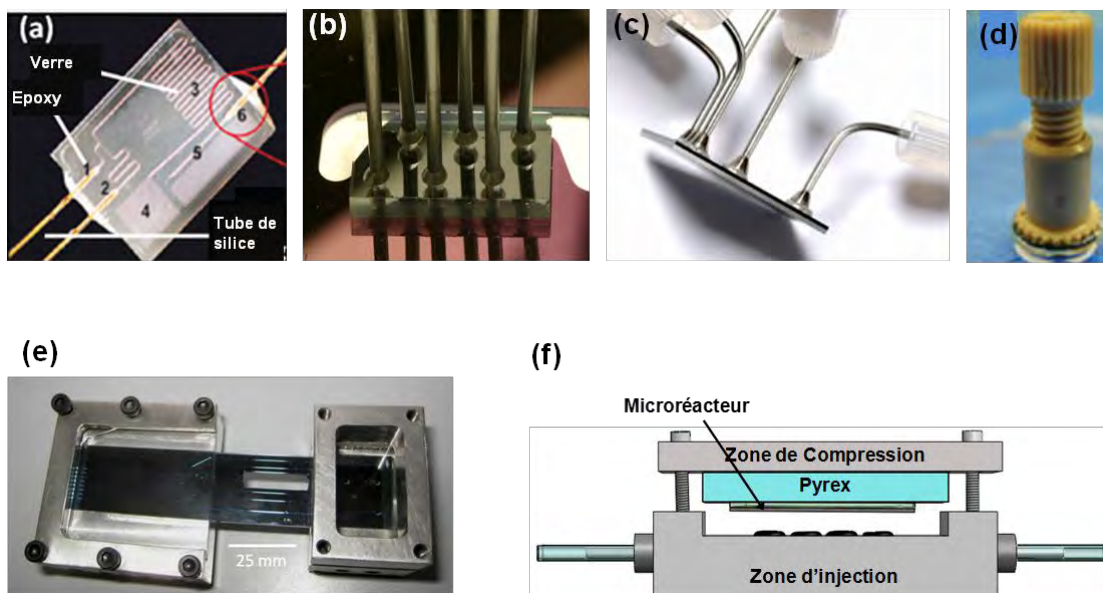 (a)
Verre
Epoxy
1
2
3
4
5
6
Tube de
silice
(b)
(c)
(d)
(e)
25 mm
(f)
Microréacteur
Zone de Compression
Pyrex
Zone d'injection